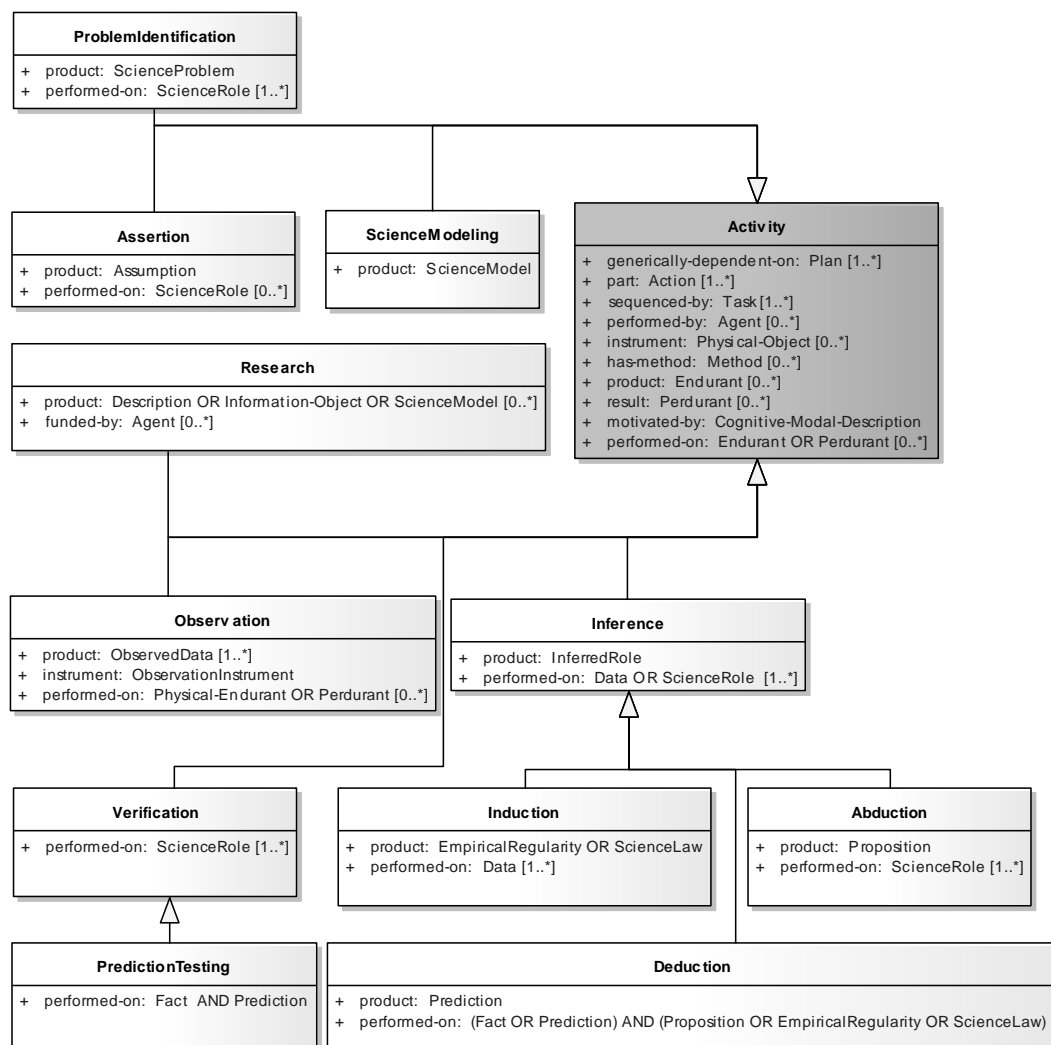 ProblemIdentification
+ product: ScienceProblem
+ performed-on: ScienceRole [1..*]
Assertion
+ product: Assumption
+ performed-on: ScienceRole [0..*]
ScienceModeling
+ product: ScienceModel
Activity
+ generically-dependent-on: Plan [1..*]
+ part: Action [1..*]
+ sequenced-by: Task [1..*]
+ performed-by: Agent [0..*]
+ instrument: Physical-Object [0..*]
+ has-method: Method [0..*]
+ product: Endurant [0..*]
+ result: Perdurant [0..*]
+ motivated-by: Cognitive-Modal-Description
+ performed-on: Endurant OR Perdurant [0..*]
Research
+ product: Description OR Information-Object OR ScienceModel [0..*]
+ funded-by: Agent [0..*]
Observation
+ product: ObservedData [1..*]
+ instrument: ObservationInstrument
+ performed-on: Physical-Endurant OR Perdurant [0..*]
Inference
+ product: InferredRole
+ performed-on: Data OR ScienceRole [1..*]
Verification
+ performed-on: ScienceRole [1..*]
Induction
+ product: EmpiricalRegularity OR ScienceLaw
+ performed-on: Data [1..*]
Abduction
+ product: Proposition
+ performed-on: ScienceRole [1..*]
PredictionTesting
+ performed-on: Fact AND Prediction
Deduction
+ product: Prediction
+ performed-on: (Fact OR Prediction) AND (Proposition OR EmpiricalRegularity OR ScienceLaw)